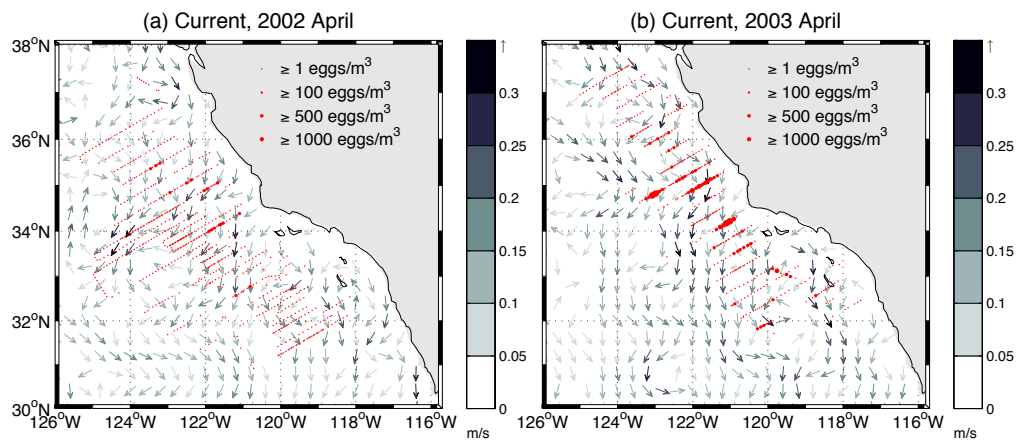 (a) Current, 2002 April
38°N
36°N
34°N
32°N
30°N
126°W 124°W 122°W 120°W 118°W 116°W
≥ 1 eggs/m³
≥ 100 eggs/m³
≥ 500 eggs/m³
≥ 1000 eggs/m³
↑
0.3
0.25
0.2
0.15
0.1
0.05
0
m/s
(b) Current, 2003 April
126°W 124°W 122°W 120°W 118°W 116°W
≥ 1 eggs/m³
≥ 100 eggs/m³
≥ 500 eggs/m³
≥ 1000 eggs/m³
↑
0.3
0.25
0.2
0.15
0.1
0.05
0
m/s